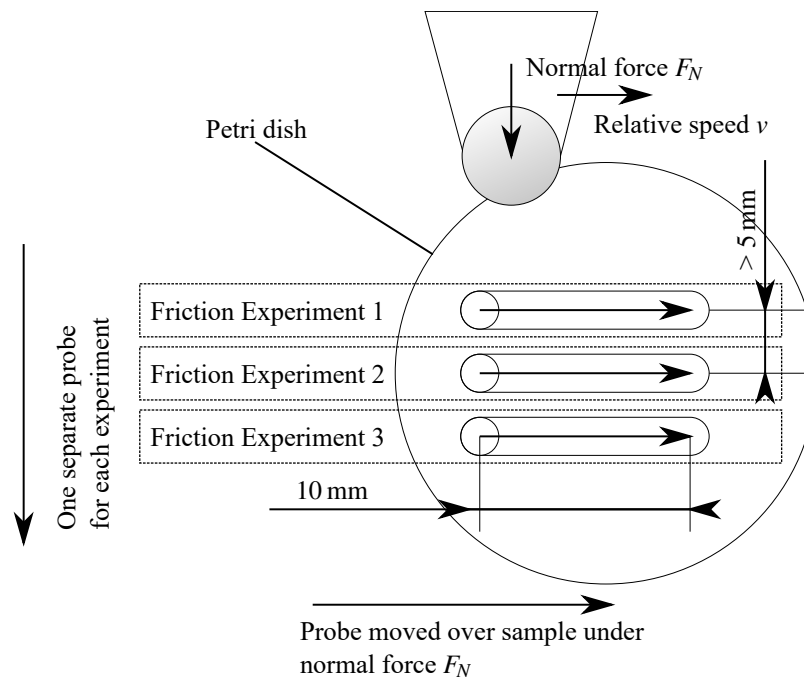 Normal force F_N
Relative speed v
Petri dish
> 5 mm
Friction Experiment 1
Friction Experiment 2
Friction Experiment 3
One separate probe
for each experiment
10 mm
Probe moved over sample under
normal force F_N